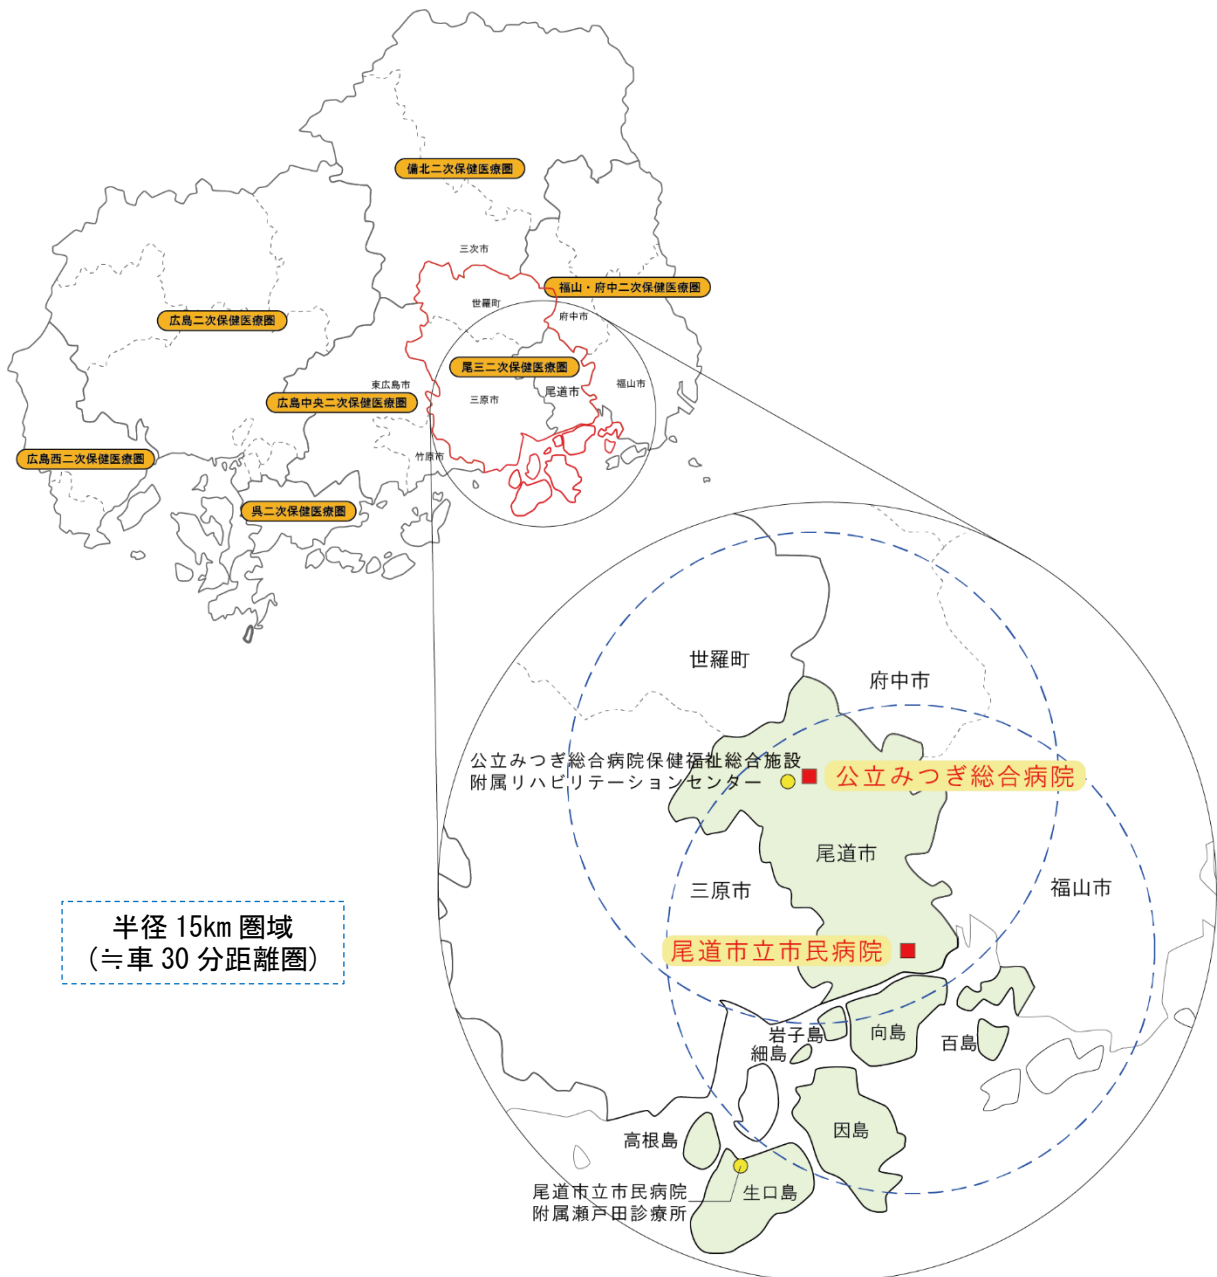 備北二次保健医療圏
三次市
福山・府中二次保健医療圏
世羅町
府中市
広島二次保健医療圏
尾三二次保健医療圏
東広島市
尾道市
福山市
広島中央二次保健医療圏
三原市
竹原市
広島西二次保健医療圏
呉二次保健医療圏
世羅町
府中市
公立みつぎ総合病院保健福祉総合施設
附属リハビリテーションセンター
公立みつぎ総合病院
尾道市
三原市
福山市
半径15km圏域
(≒車30分距離圏)
尾道市立市民病院
岩子島
向島
百島
細島
因島
高根島
生口島
尾道市立市民病院
附属瀬戸田診療所